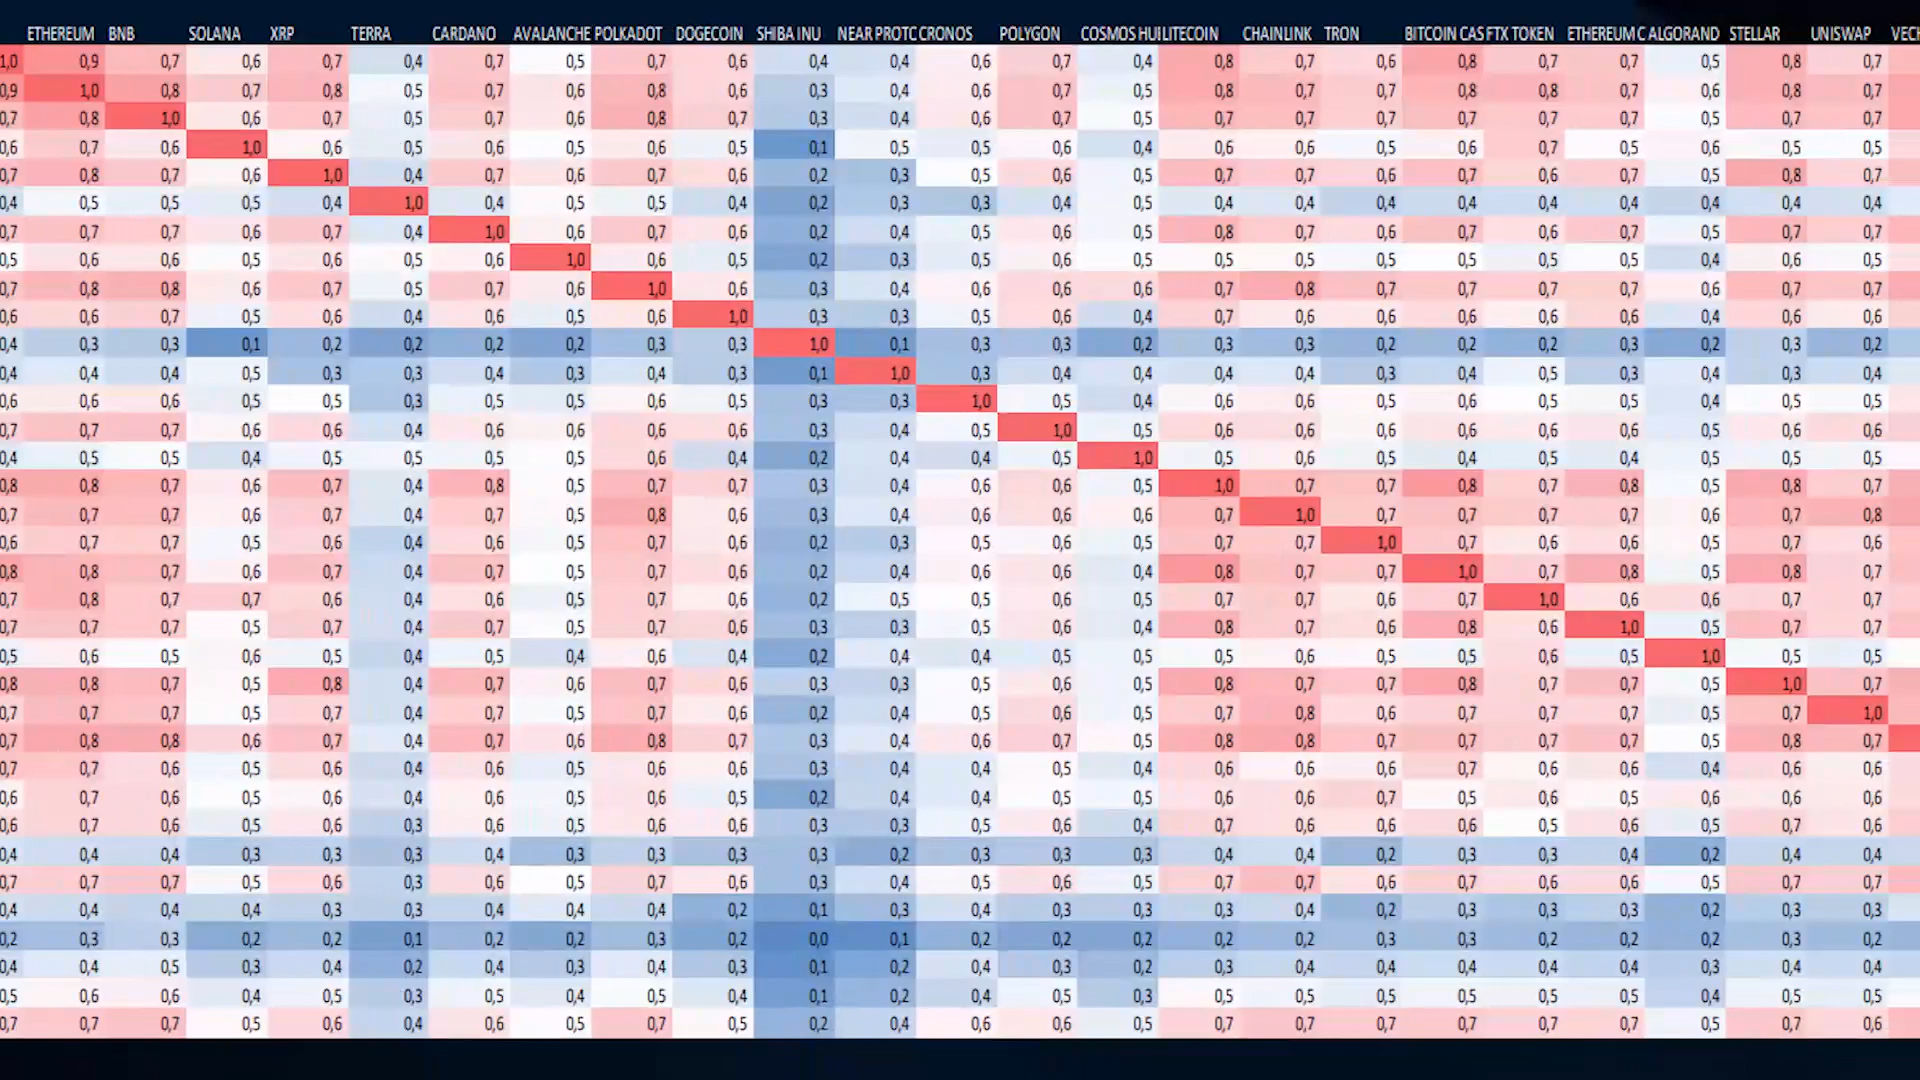 ETHEREUM BNB SOLANA XRP TERRA CARDANO AVALANCHE POLKADOT DOGECOIN SHIBA INU NEAR PROTC CRONOS POLYGON COSMOS HUI LITECOIN CHAINLINK TRON BITCOIN CAS FTX TOKEN ETHEREUM C ALGORAND STELLAR UNISWAP VECH
1,0 0,9 0,7 0,6 0,7 0,4 0,7 0,5 0,7 0,6 0,4 0,4 0,6 0,7 0,4 0,8 0,7 0,6 0,8 0,7 0,7 0,5 0,8 0,7
0,9 1,0 0,8 0,7 0,8 0,5 0,7 0,6 0,8 0,6 0,3 0,4 0,6 0,7 0,5 0,8 0,7 0,7 0,8 0,8 0,7 0,6 0,8 0,7
0,7 0,8 1,0 0,6 0,7 0,5 0,7 0,6 0,8 0,7 0,3 0,4 0,6 0,7 0,5 0,7 0,7 0,7 0,7 0,7 0,7 0,5 0,7 0,7
0,6 0,7 0,6 1,0 0,6 0,5 0,6 0,5 0,6 0,5 0,1 0,5 0,5 0,6 0,4 0,6 0,6 0,5 0,6 0,7 0,5 0,6 0,5 0,5
0,7 0,8 0,7 0,6 1,0 0,4 0,7 0,6 0,7 0,6 0,2 0,3 0,5 0,6 0,5 0,7 0,7 0,6 0,7 0,6 0,7 0,5 0,8 0,7
0,4 0,5 0,5 0,5 0,4 1,0 0,4 0,5 0,5 0,4 0,2 0,3 0,3 0,4 0,5 0,4 0,4 0,4 0,4 0,4 0,4 0,4 0,4 0,4
0,7 0,7 0,7 0,6 0,7 0,4 1,0 0,6 0,7 0,6 0,2 0,4 0,5 0,6 0,5 0,8 0,7 0,6 0,7 0,6 0,7 0,5 0,7 0,7
0,5 0,6 0,6 0,5 0,6 0,5 0,6 1,0 0,6 0,5 0,2 0,3 0,5 0,6 0,5 0,5 0,5 0,5 0,5 0,5 0,5 0,4 0,6 0,5
0,7 0,8 0,8 0,6 0,7 0,5 0,7 0,6 1,0 0,6 0,3 0,4 0,6 0,6 0,6 0,7 0,8 0,7 0,7 0,7 0,7 0,6 0,7 0,7
0,6 0,6 0,7 0,5 0,6 0,4 0,6 0,5 0,6 1,0 0,3 0,3 0,5 0,6 0,4 0,7 0,6 0,6 0,6 0,6 0,6 0,4 0,6 0,6
0,4 0,3 0,3 0,1 0,2 0,2 0,2 0,2 0,3 0,3 1,0 0,1 0,3 0,3 0,2 0,3 0,3 0,2 0,2 0,2 0,3 0,2 0,3 0,2
0,4 0,4 0,4 0,5 0,3 0,3 0,4 0,3 0,4 0,3 0,1 1,0 0,3 0,4 0,4 0,4 0,4 0,3 0,4 0,5 0,3 0,4 0,3 0,4
0,6 0,6 0,6 0,5 0,5 0,3 0,5 0,5 0,6 0,5 0,3 0,3 1,0 0,5 0,4 0,6 0,6 0,5 0,6 0,5 0,5 0,4 0,5 0,5
0,7 0,7 0,7 0,6 0,6 0,4 0,6 0,6 0,6 0,6 0,3 0,4 0,5 1,0 0,5 0,6 0,6 0,6 0,6 0,6 0,6 0,5 0,6 0,6
0,4 0,5 0,5 0,4 0,5 0,5 0,5 0,5 0,6 0,4 0,2 0,4 0,4 0,5 1,0 0,5 0,6 0,5 0,4 0,5 0,4 0,5 0,5 0,5
0,8 0,8 0,7 0,6 0,7 0,4 0,8 0,5 0,7 0,7 0,3 0,4 0,6 0,6 0,5 1,0 0,7 0,7 0,8 0,7 0,8 0,5 0,8 0,7
0,7 0,7 0,7 0,6 0,7 0,4 0,7 0,5 0,8 0,6 0,3 0,4 0,6 0,6 0,6 0,7 1,0 0,7 0,7 0,7 0,7 0,6 0,7 0,8
0,6 0,7 0,7 0,5 0,6 0,4 0,6 0,5 0,7 0,6 0,2 0,3 0,5 0,6 0,5 0,7 0,7 1,0 0,7 0,6 0,6 0,5 0,7 0,6
0,8 0,8 0,7 0,6 0,7 0,4 0,7 0,5 0,7 0,6 0,2 0,4 0,6 0,6 0,4 0,8 0,7 0,7 1,0 0,7 0,8 0,5 0,8 0,7
0,7 0,8 0,7 0,7 0,6 0,4 0,6 0,5 0,7 0,6 0,2 0,5 0,5 0,6 0,5 0,7 0,7 0,6 0,7 1,0 0,6 0,6 0,7 0,7
0,7 0,7 0,7 0,5 0,7 0,4 0,7 0,5 0,7 0,6 0,3 0,3 0,5 0,6 0,4 0,8 0,7 0,6 0,8 0,6 1,0 0,5 0,7 0,7
0,5 0,6 0,5 0,6 0,5 0,4 0,5 0,4 0,6 0,4 0,2 0,4 0,4 0,5 0,5 0,5 0,6 0,5 0,5 0,6 0,5 1,0 0,5 0,5
0,8 0,8 0,7 0,5 0,8 0,4 0,7 0,6 0,7 0,6 0,3 0,3 0,5 0,6 0,5 0,8 0,7 0,7 0,8 0,7 0,7 0,5 1,0 0,7
0,7 0,7 0,7 0,5 0,7 0,4 0,7 0,5 0,7 0,6 0,2 0,4 0,5 0,6 0,5 0,7 0,8 0,6 0,7 0,7 0,7 0,5 0,7 1,0
0,7 0,8 0,8 0,6 0,7 0,4 0,7 0,6 0,8 0,7 0,3 0,4 0,6 0,7 0,5 0,8 0,8 0,7 0,7 0,7 0,7 0,5 0,8 0,7
0,7 0,7 0,6 0,5 0,6 0,4 0,6 0,5 0,6 0,6 0,3 0,4 0,5 0,5 0,4 0,6 0,6 0,6 0,7 0,6 0,6 0,4 0,6 0,6
0,6 0,7 0,6 0,5 0,6 0,4 0,6 0,5 0,6 0,5 0,2 0,4 0,4 0,5 0,5 0,6 0,6 0,7 0,5 0,6 0,5 0,6 0,6 0,6
0,6 0,7 0,6 0,5 0,6 0,3 0,6 0,5 0,6 0,6 0,3 0,3 0,5 0,6 0,4 0,7 0,6 0,6 0,6 0,5 0,6 0,5 0,7 0,6
0,4 0,4 0,4 0,3 0,3 0,3 0,4 0,3 0,3 0,3 0,3 0,2 0,3 0,3 0,3 0,4 0,4 0,2 0,3 0,3 0,4 0,2 0,4 0,4
0,7 0,7 0,7 0,5 0,6 0,3 0,6 0,5 0,7 0,6 0,3 0,4 0,5 0,6 0,5 0,7 0,7 0,6 0,7 0,6 0,6 0,5 0,7 0,7
0,4 0,4 0,4 0,4 0,3 0,3 0,4 0,4 0,4 0,2 0,1 0,3 0,4 0,3 0,3 0,3 0,4 0,2 0,3 0,3 0,3 0,2 0,3 0,3
0,2 0,3 0,3 0,2 0,2 0,1 0,2 0,2 0,3 0,2 0,0 0,1 0,2 0,2 0,2 0,2 0,2 0,3 0,3 0,2 0,2 0,2 0,3 0,2
0,4 0,4 0,5 0,3 0,4 0,2 0,4 0,3 0,4 0,3 0,1 0,2 0,4 0,3 0,2 0,3 0,4 0,4 0,4 0,4 0,4 0,3 0,4 0,4
0,5 0,6 0,6 0,4 0,5 0,3 0,5 0,4 0,5 0,4 0,1 0,2 0,4 0,5 0,3 0,5 0,5 0,5 0,5 0,5 0,5 0,4 0,5 0,5
0,7 0,7 0,7 0,5 0,6 0,4 0,6 0,5 0,7 0,5 0,2 0,4 0,6 0,6 0,5 0,7 0,7 0,7 0,7 0,7 0,7 0,5 0,7 0,6